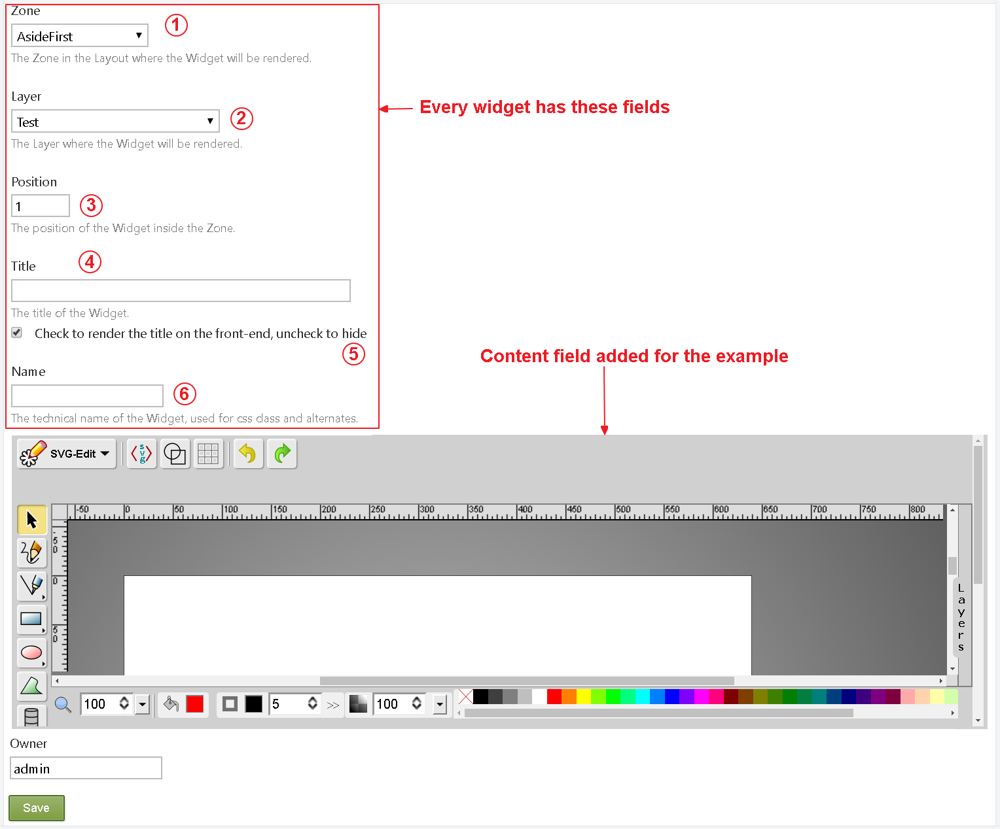 Zone
1
AsideFirst
The Zone in the Layout where the Widget will be rendered.
Layer
Every widget has these fields
Test
2
The Layer where the Widget will be rendered.
Position
1
3
The position of the Widget inside the Zone.
Title
4
The title of the Widget.
Check to render the title on the front-end, uncheck to hide
5
Content field added for the example
Name
6
The technical name of the Widget, used for css class and alternates.
SVG-Edit
svg
-50 0 50 100 150 200 250 300 350 400 450 500 550 600 650 700 750 800
-50
0
50
Layers
100
5
>>
100
Owner
admin
Save